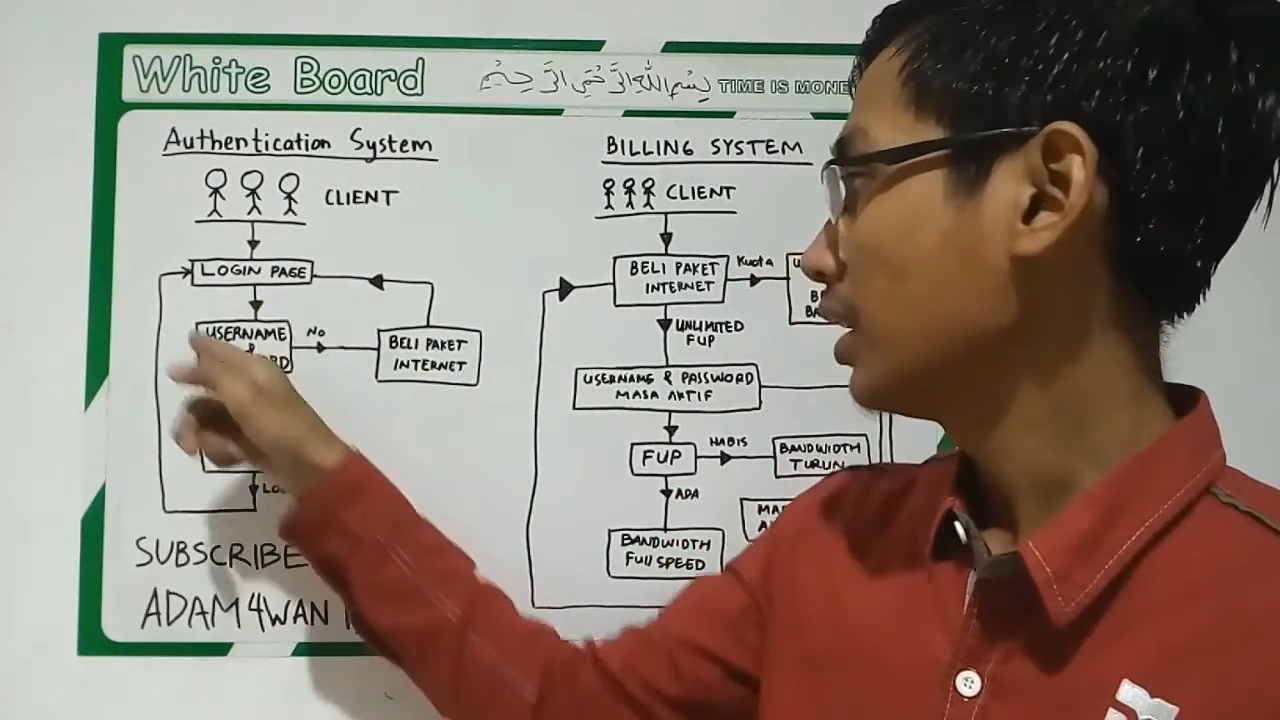 White Board
بِسْمِ اللهِ الرَّحْمٰنِ الرَّحِيْمِ
TIME IS MONE
Authentication System
CLIENT
LOGIN PAGE
USERNAME
&
No
BELI PAKET
INTERNET
SUBSCRIBE
ADAM4WAN
BILLING SYSTEM
CLIENT
BELI PAKET
INTERNET
Kuota
UNLIMITED
FUP
USERNAME & PASSWORD
MASA AKTIF
FUP
HABIS
BANDWIDTH
TURUN
ADA
BANDWIDTH
Full SPEED